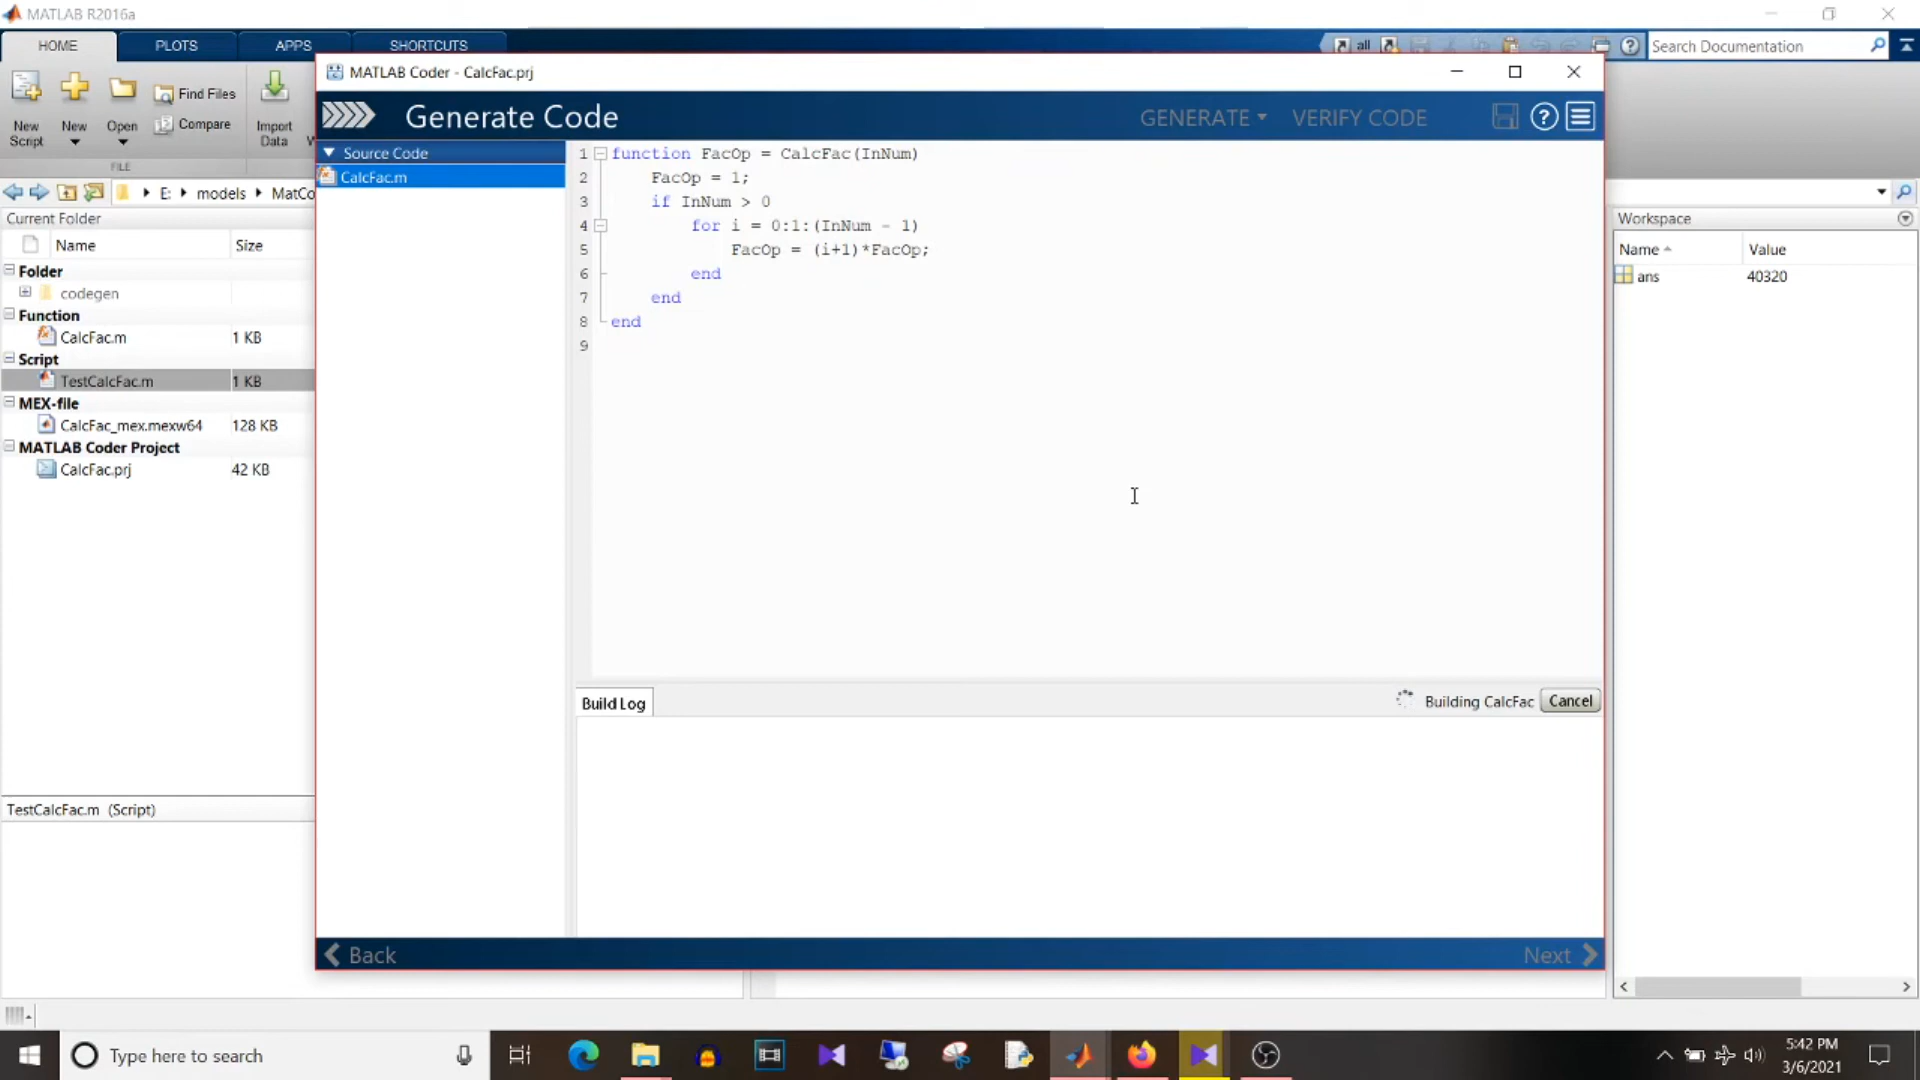 MATLAB R2016a
HOME
PLOTS
APPS
SHORTCUTS
all
Search Documentation
New
Script
New
Open
Find Files
Compare
Import
Data
FILE
E:
models
MatCo
Current Folder
Name
Size
Folder
codegen
Function
CalcFac.m
1 KB
Script
TestCalcFac.m
1 KB
MEX-file
CalcFac_mex.mexw64
128 KB
MATLAB Coder Project
CalcFac.prj
42 KB
TestCalcFac.m (Script)
MATLAB Coder - CalcFac.prj
Generate Code
GENERATE
VERIFY CODE
Source Code
CalcFac.m
1 function FacOp = CalcFac(InNum)
2 FacOp = 1;
3 if InNum > 0
4 for i = 0:1:(InNum - 1)
5 FacOp = (i+1)*FacOp;
6 end
7 end
8 end
9
Build Log
Building CalcFac
Cancel
Back
Next
Workspace
Name
Value
ans
40320
Type here to search
5:42 PM
3/6/2021